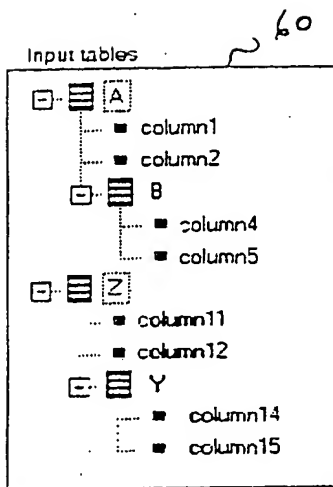 60
Input tables
A
column1
column2
B
column4
column5
Z
column11
column12
Y
column14
column15